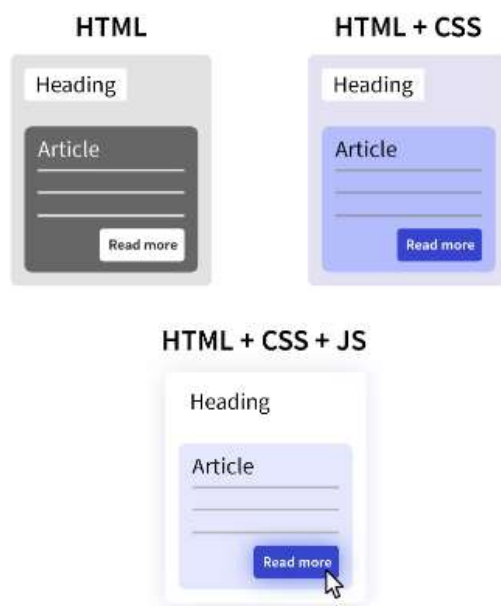 HTML
Heading
Article
Read more
HTML + CSS
Heading
Article
Read more
HTML + CSS + JS
Heading
Article
Read more